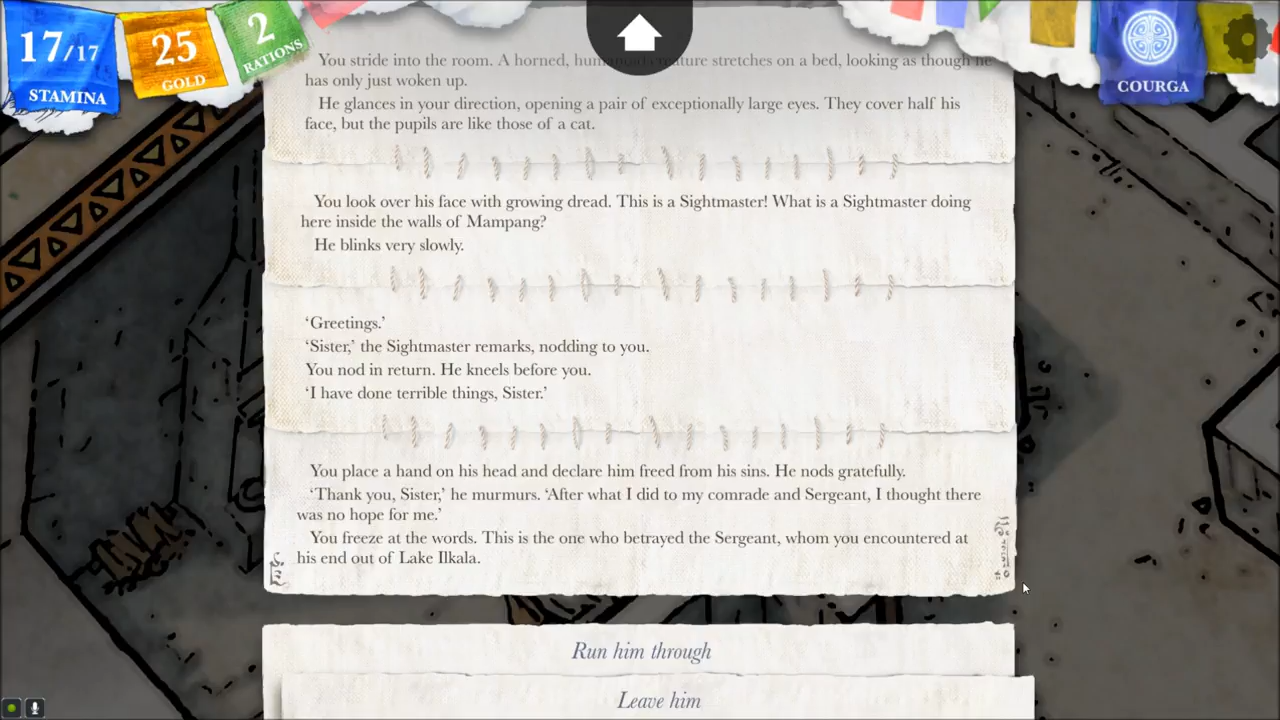 17/17
STAMINA
25
GOLD
2
RATIONS
COURGA
You stride into the room. A horned, humanoid creature stretches on a bed, looking as though he
has only just woken up.
He glances in your direction, opening a pair of exceptionally large eyes. They cover half his
face, but the pupils are like those of a cat.
You look over his face with growing dread. This is a Sightmaster! What is a Sightmaster doing
here inside the walls of Mampang?
He blinks very slowly.
‘Greetings.’
‘Sister,’ the Sightmaster remarks, nodding to you.
You nod in return. He kneels before you.
‘I have done terrible things, Sister.’
You place a hand on his head and declare him freed from his sins. He nods gratefully.
‘Thank you, Sister,’ he murmurs. ‘After what I did to my comrade and Sergeant, I thought there
was no hope for me.’
You freeze at the words. This is the one who betrayed the Sergeant, whom you encountered at
his end out of Lake Ilkala.
Run him through
Leave him